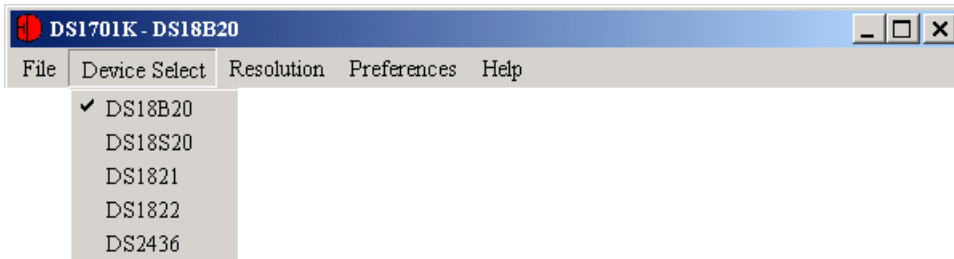 DS1701K - DS18B20
File Device Select Resolution Preferences Help
DS18B20
DS18S20
DS1821
DS1822
DS2436